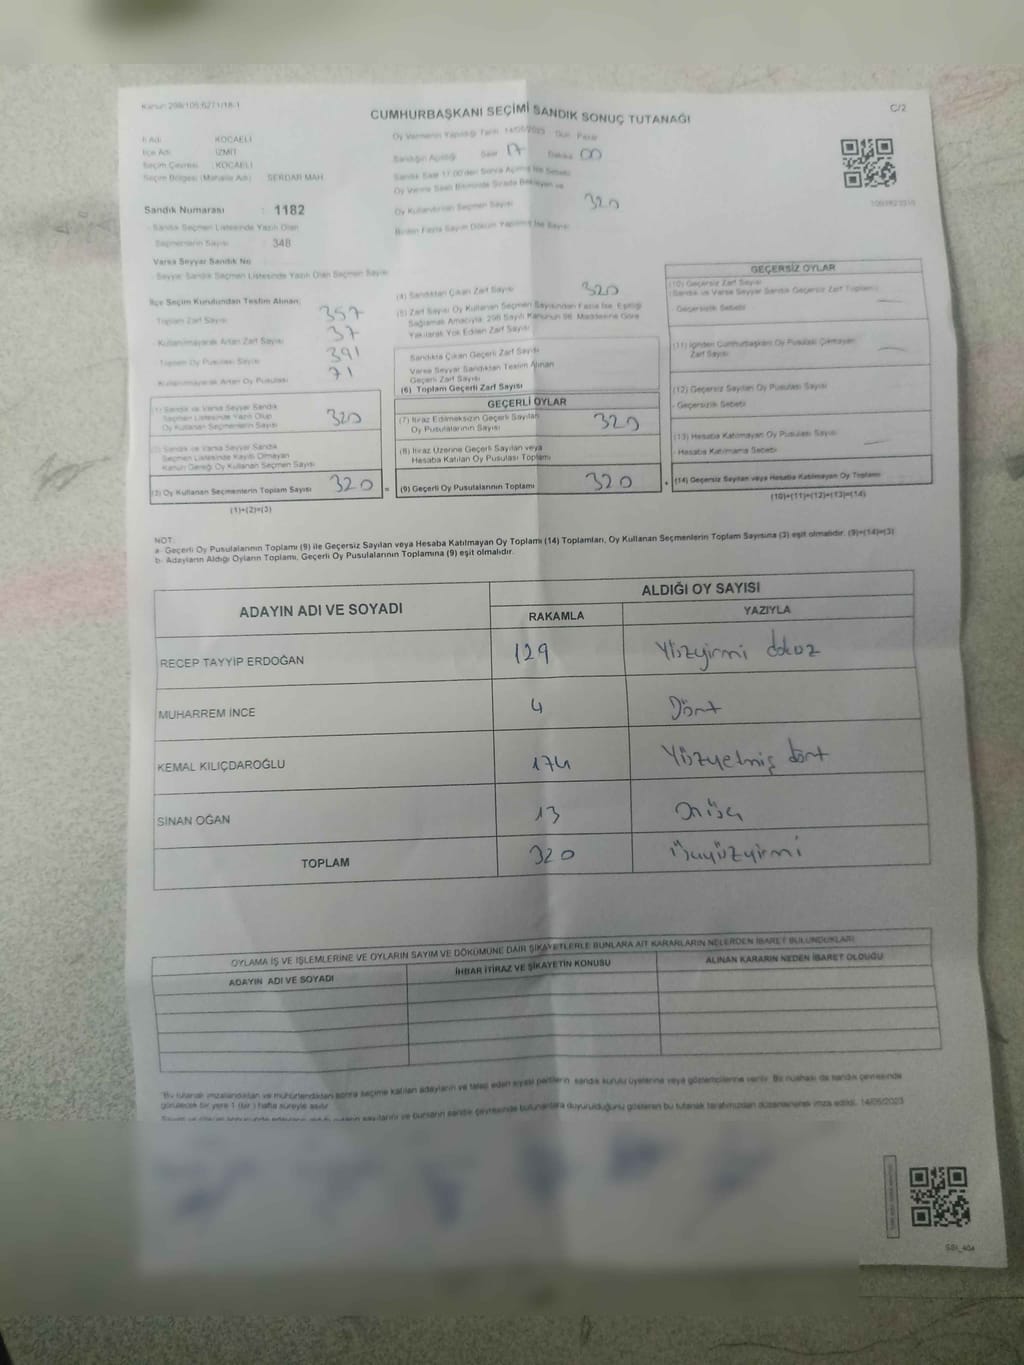 Kanun 298/105;6271/18-1
C/2
CUMHURBAŞKANI SEÇİMİ SANDIK SONUÇ TUTANAĞI
İl Adı : KOCAELİ
İlçe Adı : İZMİT
Seçim Çevresi : KOCAELİ
Seçim Bölgesi (Mahalle Adı) : SERDAR MAH.
Sandık Numarası : 1182
Sandık Seçmen Listesinde Yazılı Olan
Seçmenlerin Sayısı 348
Varsa Seyyar Sandık No
Seyyar Sandık Seçmen Listesinde Yazılı Olan Seçmen Sayısı
Oy Vermenin Yapıldığı Tarih 14/05/2023 Gün Pazar
Sandığın Açıldığı Saat 17 Dakika 00
Sandık Saat 17.00'den Sonra Açılmış İse Sebebi
Oy Verme Saati Bitiminde Sırada Bekleyen ve
Oy Kullandırılan Seçmen Sayısı 320
Birden Fazla Sayım Döküm Yapılmış İse Sayısı
İlçe Seçim Kurulundan Teslim Alınan:
Toplam Zarf Sayısı 357
Kullanılmayarak Artan Zarf Sayısı 37
Toplam Oy Pusulası Sayısı 391
Kullanılmayarak Artan Oy Pusulası 71
(1) Sandık ve Varsa Seyyar Sandık
Seçmen Listesinde Yazılı Olup
Oy Kullanan Seçmenlerin Sayısı 320
(2) Sandık ve Varsa Seyyar Sandık
Seçmen Listesinde Kayıtlı Olmayan
Kanun Gereği Oy Kullanan Seçmen Sayısı
(3) Oy Kullanan Seçmenlerin Toplam Sayısı 320 =
(1)+(2)=(3)
(4) Sandıktan Çıkan Zarf Sayısı 320
(5) Zarf Sayısı Oy Kullanan Seçmen Sayısından Fazla İse, Eşitliği
Sağlamak Amacıyla, 298 Sayılı Kanunun 98. Maddesine Göre
Yakılarak Yok Edilen Zarf Sayısı
Sandıkta Çıkan Geçerli Zarf Sayısı
Varsa Seyyar Sandıktan Teslim Alınan
Geçerli Zarf Sayısı
(6) Toplam Geçerli Zarf Sayısı
GEÇERLİ OYLAR
(7) İtiraz Edilmeksizin Geçerli Sayılan
Oy Pusulalarının Sayısı 320
(8) İtiraz Üzerine Geçerli Sayılan veya
Hesaba Katılan Oy Pusulası Toplamı
(9) Geçerli Oy Pusulalarının Toplamı 320 +
GEÇERSİZ OYLAR
(10) Geçersiz Zarf Sayısı
(Sandık ve Varsa Seyyar Sandık Geçersiz Zarf Toplamı)
Geçersizlik Sebebi
(11) İçinden Cumhurbaşkanı Oy Pusulası Çıkmayan
Zarf Sayısı
(12) Geçersiz Sayılan Oy Pusulası Sayısı
Geçersizlik Sebebi
(13) Hesaba Katılmayan Oy Pusulası Sayısı
Hesaba Katılmama Sebebi
(14) Geçersiz Sayılan veya Hesaba Katılmayan Oy Toplamı
(10)+(11)+(12)+(13)=(14)
NOT:
a- Geçerli Oy Pusulalarının Toplamı (9) ile Geçersiz Sayılan veya Hesaba Katılmayan Oy Toplamı (14) Toplamları, Oy Kullanan Seçmenlerin Toplam Sayısına (3) eşit olmalıdır. (9)+(14)=(3)
b- Adayların Aldığı Oyların Toplamı, Geçerli Oy Pusulalarının Toplamına (9) eşit olmalıdır.
ADAYIN ADI VE SOYADI
ALDIĞI OY SAYISI
RAKAMLA YAZIYLA
RECEP TAYYİP ERDOĞAN 129 Yüzyirmi dokuz
MUHARREM İNCE 4 Dört
KEMAL KILIÇDAROĞLU 174 Yüzyetmiş dört
SİNAN OĞAN 13 Onüç
TOPLAM 320 Üçyüzyirmi
OYLAMA İŞ VE İŞLEMLERİNE VE OYLARIN SAYIM VE DÖKÜMÜNE DAİR ŞİKAYETLERLE BUNLARA AİT KARARLARIN NELERDEN İBARET BULUNDUKLARI
ADAYIN ADI VE SOYADI İHBAR İTİRAZ VE ŞİKAYETİN KONUSU ALINAN KARARIN NEDEN İBARET OLDUĞU
Bu tutanak imzalandıktan ve mühürlendikten sonra seçime katılan adayların ve talep eden siyasi partilerin sandık kurulu üyelerine veya gözlemcilerine verilir. Bir nüshası da sandık çevresinde
görülecek bir yere 1 (bir) hafta süreyle asılır.
bu tutanak tarafımızdan düzenlenerek imza edildi. 14/05/2023
SBI_404